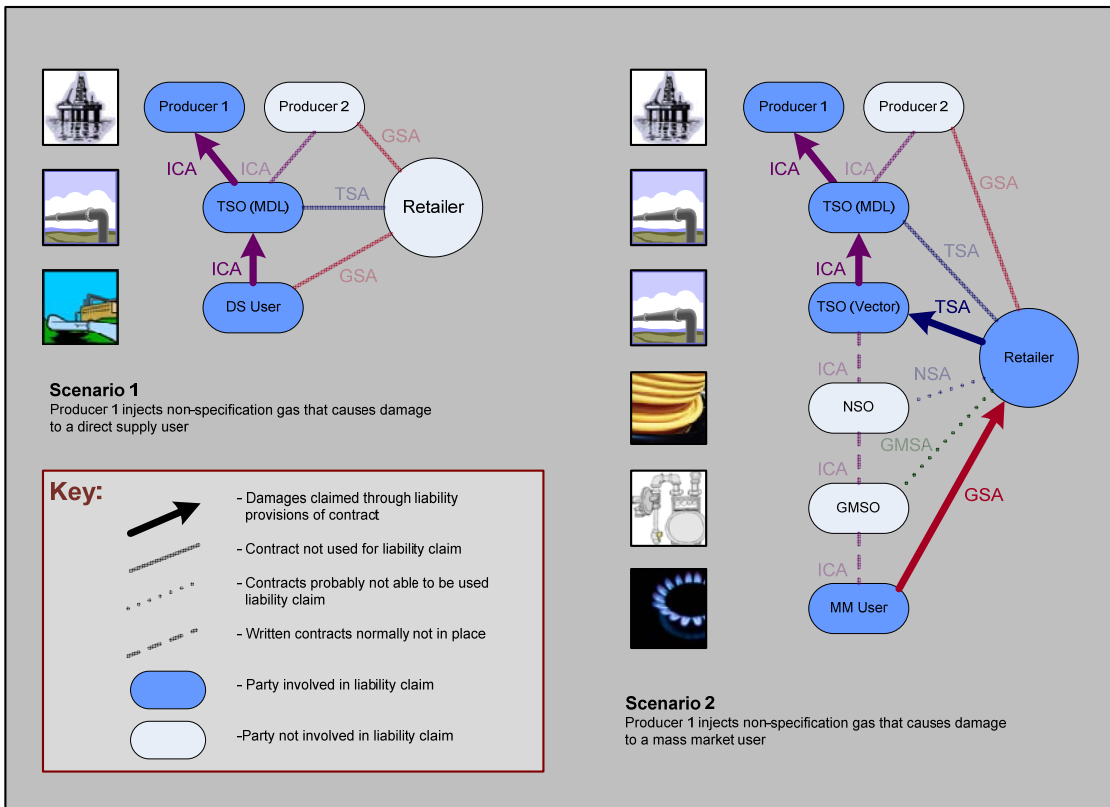 Producer 1
Producer 2
ICA
ICA
GSA
TSO (MDL)
TSA
Retailer
ICA
GSA
DS User
Scenario 1
Producer 1 injects non-specification gas that causes damage
to a direct supply user
Key:
- Damages claimed through liability
provisions of contract
- Contract not used for liability claim
- Contracts probably not able to be used
liability claim
- Written contracts normally not in place
- Party involved in liability claim
-Party not involved in liability claim
Producer 1
Producer 2
ICA
ICA
GSA
TSO (MDL)
TSA
ICA
TSO (Vector)
TSA
Retailer
ICA
NSA
NSO
GMSA
ICA
GSA
GMSO
ICA
MM User
Scenario 2
Producer 1 injects non-specification gas that causes damage
to a mass market user